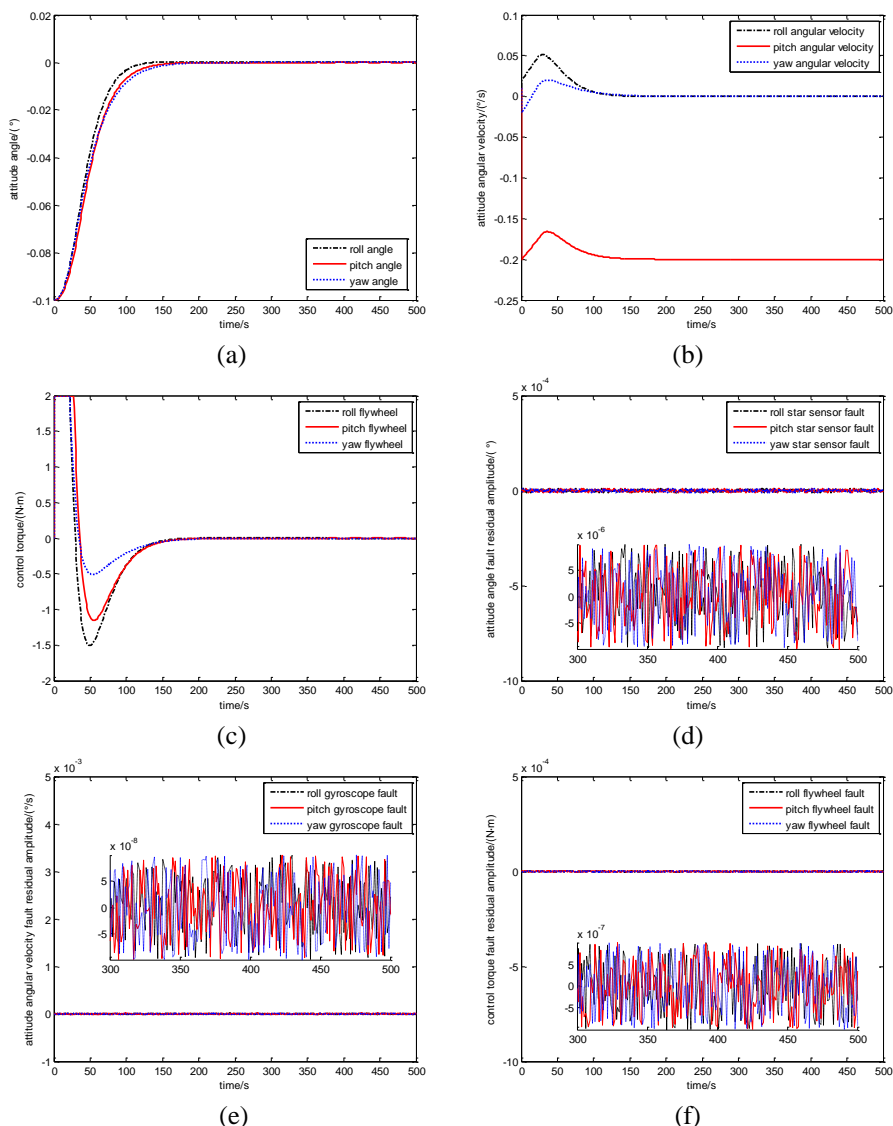 0.02
0
-0.02
-0.04
-0.06
-0.08
-0.1
attitude angle/( °)
roll angle
pitch angle
yaw angle
0 50 100 150 200 250 300 350 400 450 500
time/s
(a)
0.1
0.05
0
-0.05
-0.1
-0.15
-0.2
-0.25
attitude angular velocity/(°/s)
roll angular velocity
pitch angular velocity
yaw angular velocity
0 50 100 150 200 250 300 350 400 450 500
time/s
(b)
2
1.5
1
0.5
0
-0.5
-1
-1.5
-2
control torque/(N·m)
roll flywheel
pitch flywheel
yaw flywheel
0 50 100 150 200 250 300 350 400 450 500
time/s
(c)
x 10
-4
5
0
-5
-10
attitude angle fault residual amplitude/( °)
roll star sensor fault
pitch star sensor fault
yaw star sensor fault
x 10
-6
5
0
-5
300 350 400 450 500
0 50 100 150 200 250 300 350 400 450 500
time/s
(d)
x 10
-3
5
4
3
2
1
0
-1
attitude angular velocity fault residual amplitude/(°/s)
roll gyroscope fault
pitch gyroscope fault
yaw gyroscope fault
x 10
-8
5
0
-5
300 350 400 450 500
0 50 100 150 200 250 300 350 400 450 500
time/s
(e)
x 10
-4
5
0
-5
-10
control torque fault residual amplitude/(N·m)
roll flywheel fault
pitch flywheel fault
yaw flywheel fault
x 10
-7
5
0
-5
300 350 400 450 500
0 50 100 150 200 250 300 350 400 450 500
time/s
(f)